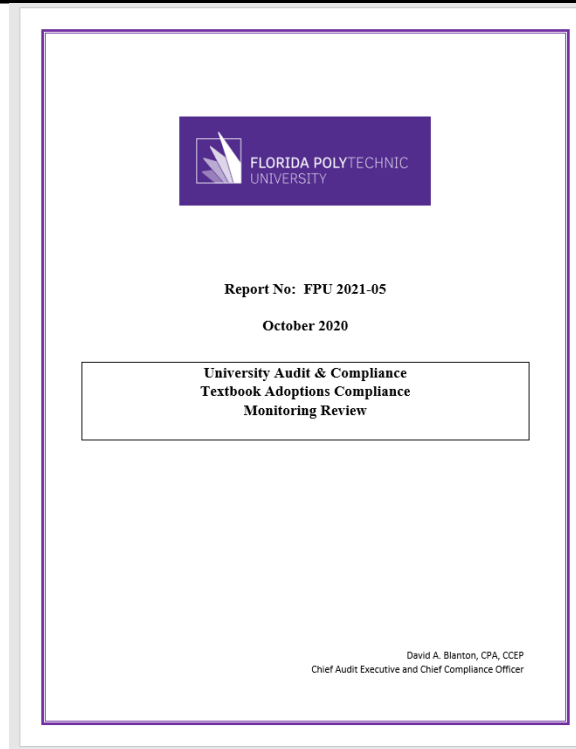 FLORIDA POLYTECHNIC
UNIVERSITY
Report No:  FPU 2021-05
October 2020
University Audit & Compliance
Textbook Adoptions Compliance
Monitoring Review
David A. Blanton, CPA, CCEP
Chief Audit Executive and Chief Compliance Officer